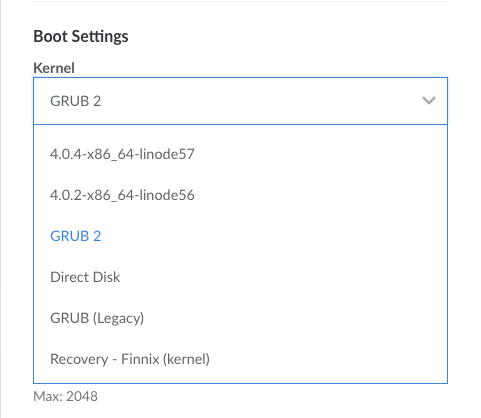 Boot Settings
Kernel
GRUB 2
4.0.4-x86_64-linode57
4.0.2-x86_64-linode56
GRUB 2
Direct Disk
GRUB (Legacy)
Recovery - Finnix (kernel)
Max: 2048